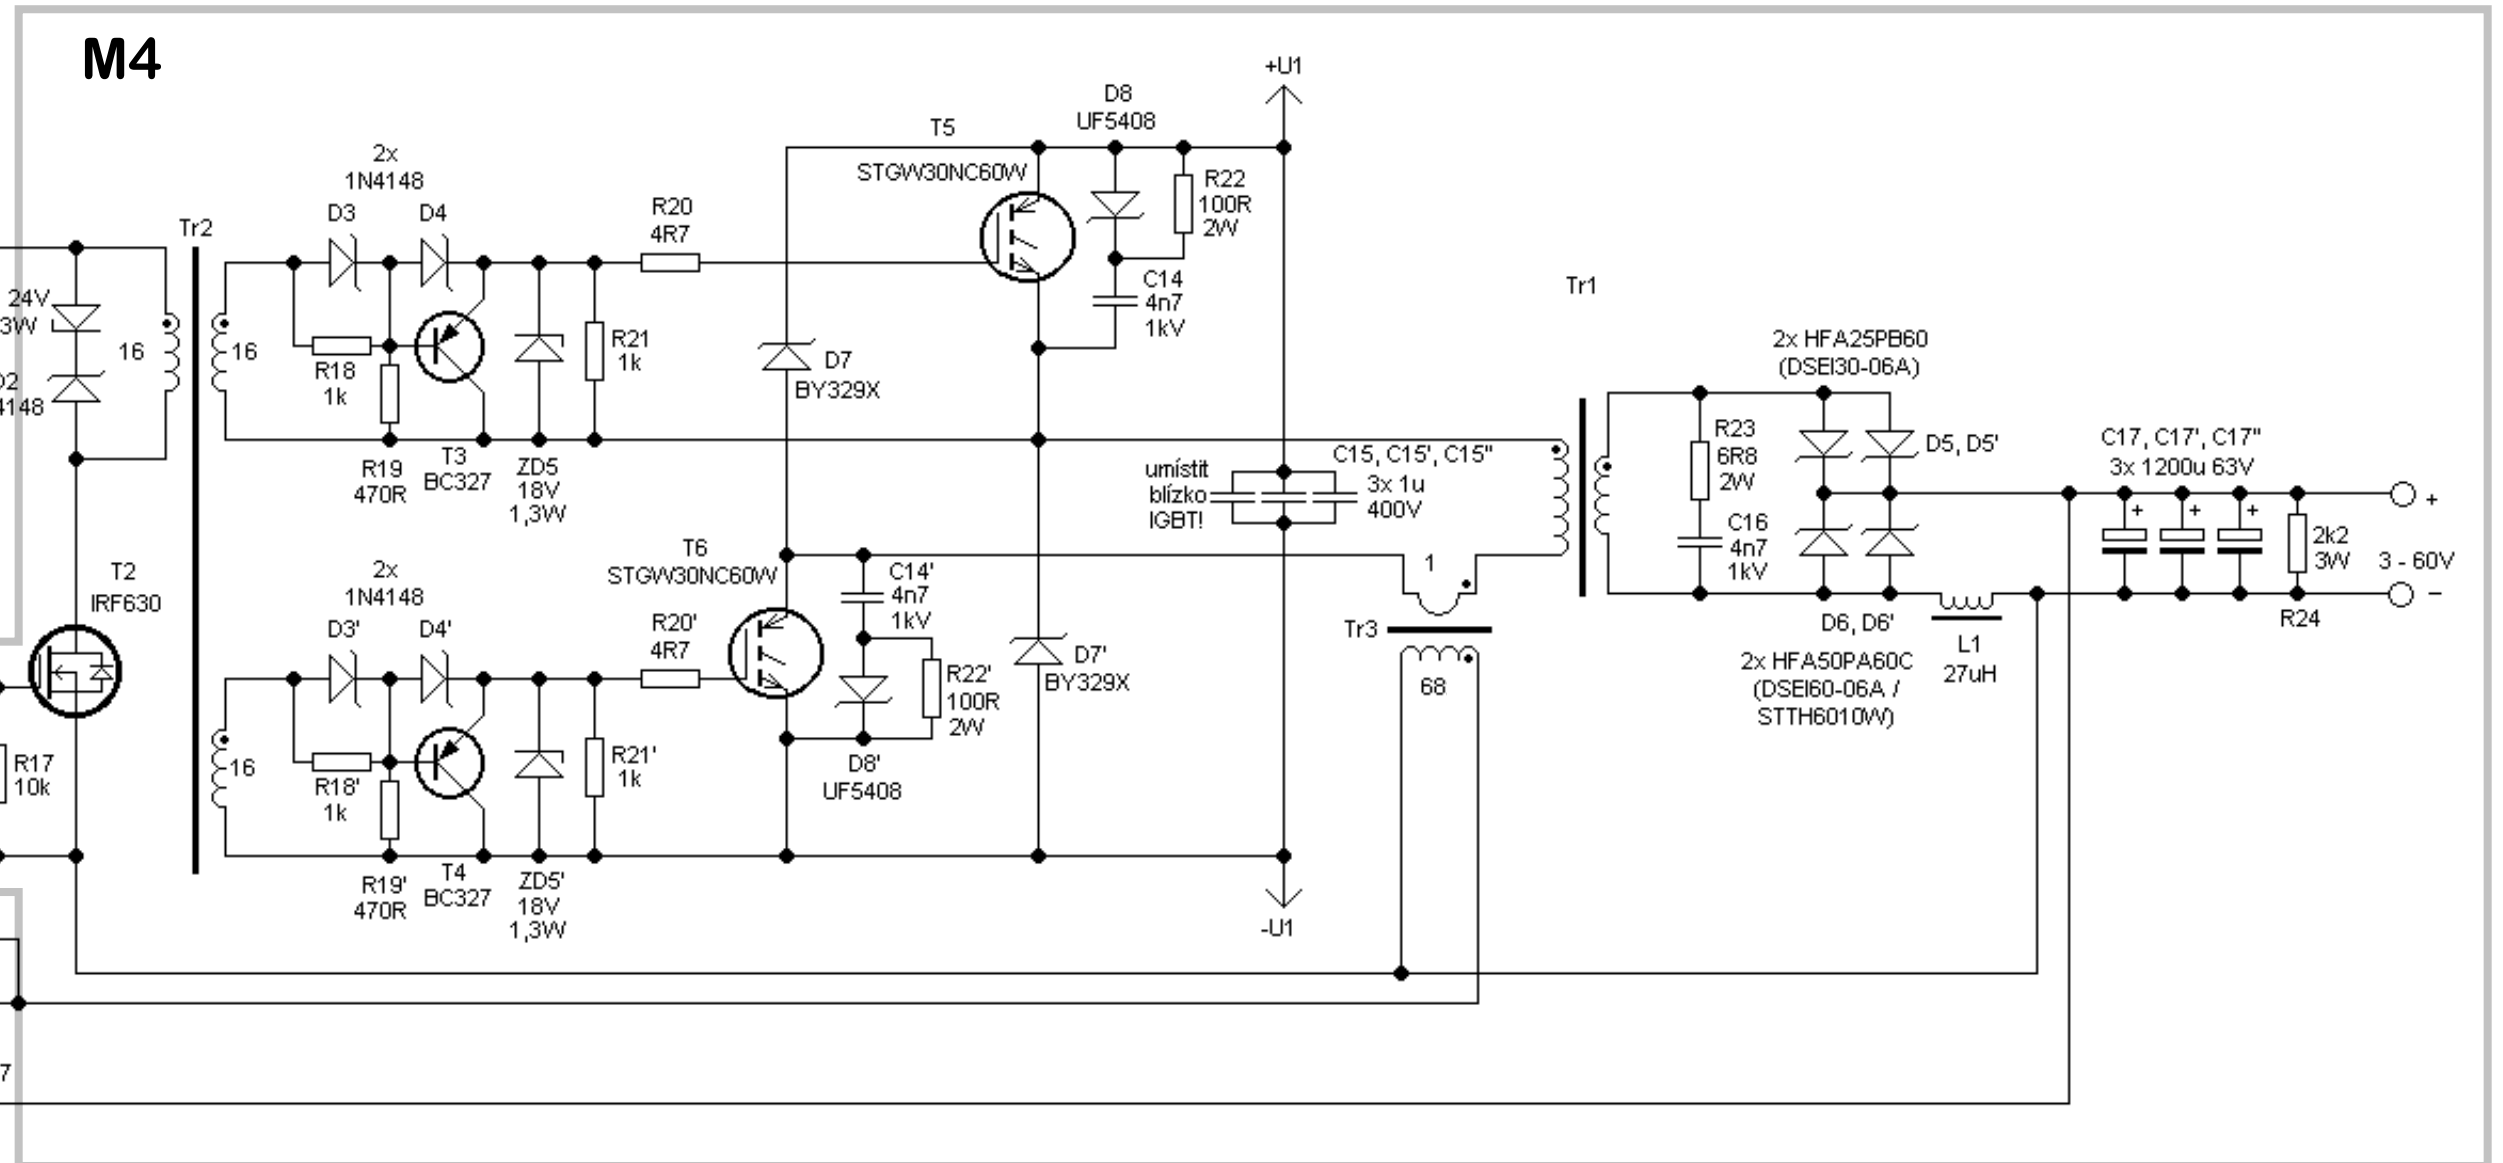 M4
+U1
D8
UF5408
T5
STGW30NC60W
2x
1N4148
D3
D4
R20
4R7
R22
100R
2W
Tr2
C14
4n7
1kV
Tr1
24V
3W
16
16
R18
1k
R21
1k
D7
BY329X
2x HFA25PB60
(DSEI30-06A)
D2
4148
R19
470R
T3
BC327
ZD5
18V
1,3W
umístit
blízko
IGBT!
C15, C15', C15''
3x 1u
400V
R23
6R8
2W
D5, D5'
C17, C17', C17''
3x 1200u 63V
+
+
+
+
C16
4n7
1kV
2k2
3W
3 - 60V
−
R24
T6
STGW30NC60W
C14'
4n7
1kV
1
T2
IRF630
2x
1N4148
D3'
D4'
R20'
4R7
Tr3
68
D6, D6'
2x HFA50PA60C
(DSEI60-06A /
STTH6010W)
L1
27uH
R22'
100R
2W
D7'
BY329X
R17
10k
16
R18'
1k
R21'
1k
D8'
UF5408
R19'
470R
T4
BC327
ZD5'
18V
1,3W
-U1
7